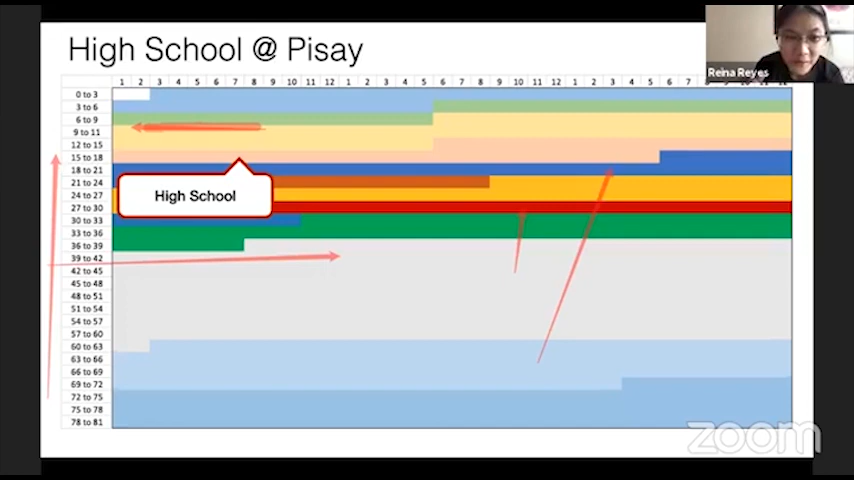 High School @ Pisay
Reina Reyes
1 2 3 4 5 6 7 8 9 10 11 12 1 2 3 4 5 6 7 8 9 10 11 12 1 2 3 4 5 6 7 8
0 to 3
3 to 6
6 to 9
9 to 11
12 to 15
15 to 18
18 to 21
21 to 24
24 to 27
27 to 30
30 to 33
33 to 36
36 to 39
39 to 42
42 to 45
45 to 48
48 to 51
51 to 54
54 to 57
57 to 60
60 to 63
63 to 66
66 to 69
69 to 72
72 to 75
75 to 78
78 to 81
High School
zoom